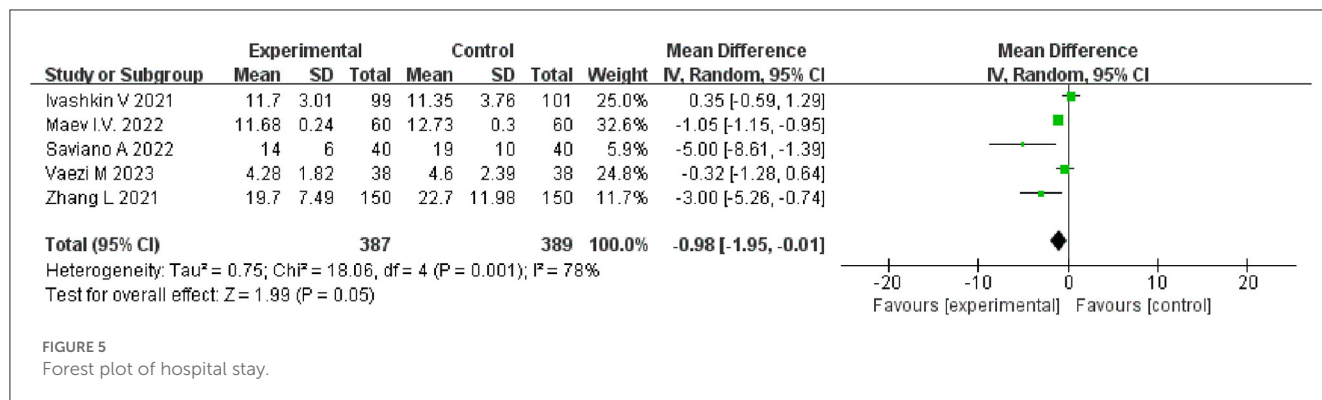 Experimental Control Mean Difference Mean Difference
Study or Subgroup Mean SD Total Mean SD Total Weight IV, Random, 95% CI IV, Random, 95% CI
Ivashkin V 2021 11.7 3.01 99 11.35 3.76 101 25.0% 0.35 [-0.59, 1.29]
Maev I.V. 2022 11.68 0.24 60 12.73 0.3 60 32.6% -1.05 [-1.15, -0.95]
Saviano A 2022 14 6 40 19 10 40 5.9% -5.00 [-8.61, -1.39]
Vaezi M 2023 4.28 1.82 38 4.6 2.39 38 24.8% -0.32 [-1.28, 0.64]
Zhang L 2021 19.7 7.49 150 22.7 11.98 150 11.7% -3.00 [-5.26, -0.74]
Total (95% CI) 387 389 100.0% -0.98 [-1.95, -0.01]
Heterogeneity: Tau² = 0.75; Chi² = 18.06, df = 4 (P = 0.001); I² = 78%
Test for overall effect: Z = 1.99 (P = 0.05)
-20 -10 0 10 20
Favours [experimental] Favours [control]
FIGURE 5
Forest plot of hospital stay.